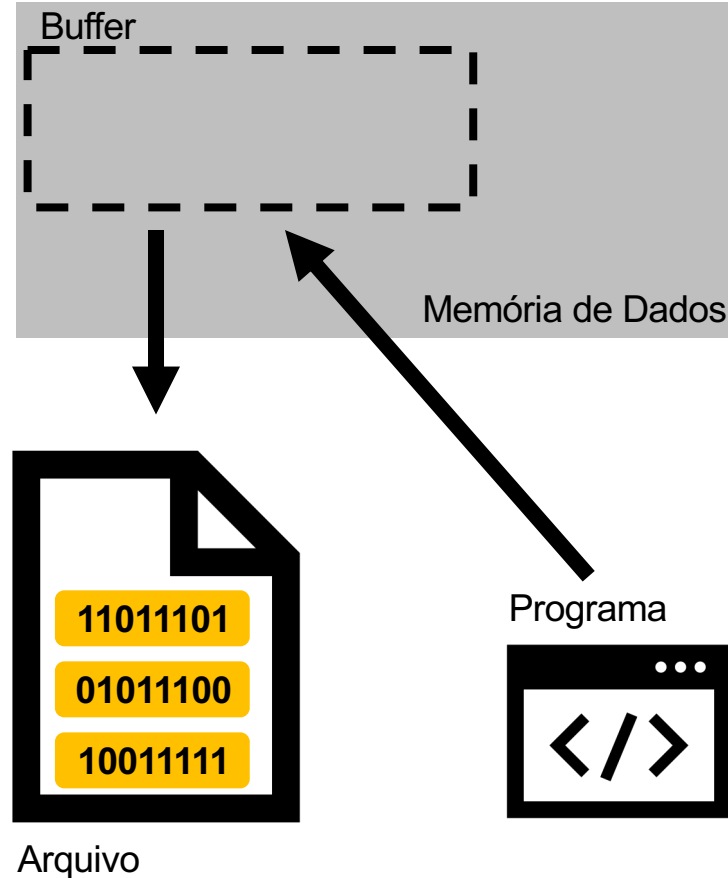 Buffer
Memória de Dados
11011101
01011100
10011111
Programa
</>
Arquivo